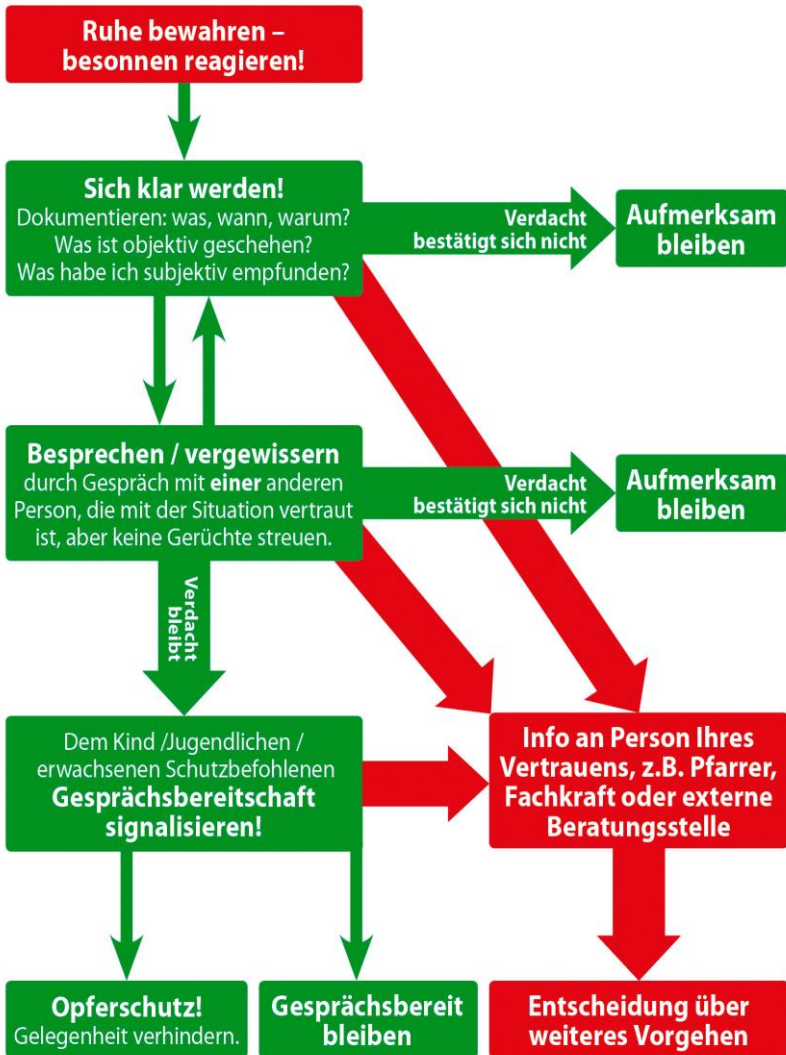 Ruhe bewahren –
besonnen reagieren!
Sich klar werden!
Dokumentieren: was, wann, warum?
Was ist objektiv geschehen?
Was habe ich subjektiv empfunden?
Verdacht
bestätigt sich nicht
Aufmerksam
bleiben
Besprechen / vergewissern
durch Gespräch mit einer anderen
Person, die mit der Situation vertraut
ist, aber keine Gerüchte streuen.
Verdacht
bestätigt sich nicht
Aufmerksam
bleiben
Verdacht
bleibt
Dem Kind /Jugendlichen /
erwachsenen Schutzbefohlenen
Gesprächsbereitschaft
signalisieren!
Info an Person Ihres
Vertrauens, z.B. Pfarrer,
Fachkraft oder externe
Beratungsstelle
Opferschutz!
Gelegenheit verhindern.
Gesprächsbereit
bleiben
Entscheidung über
weiteres Vorgehen